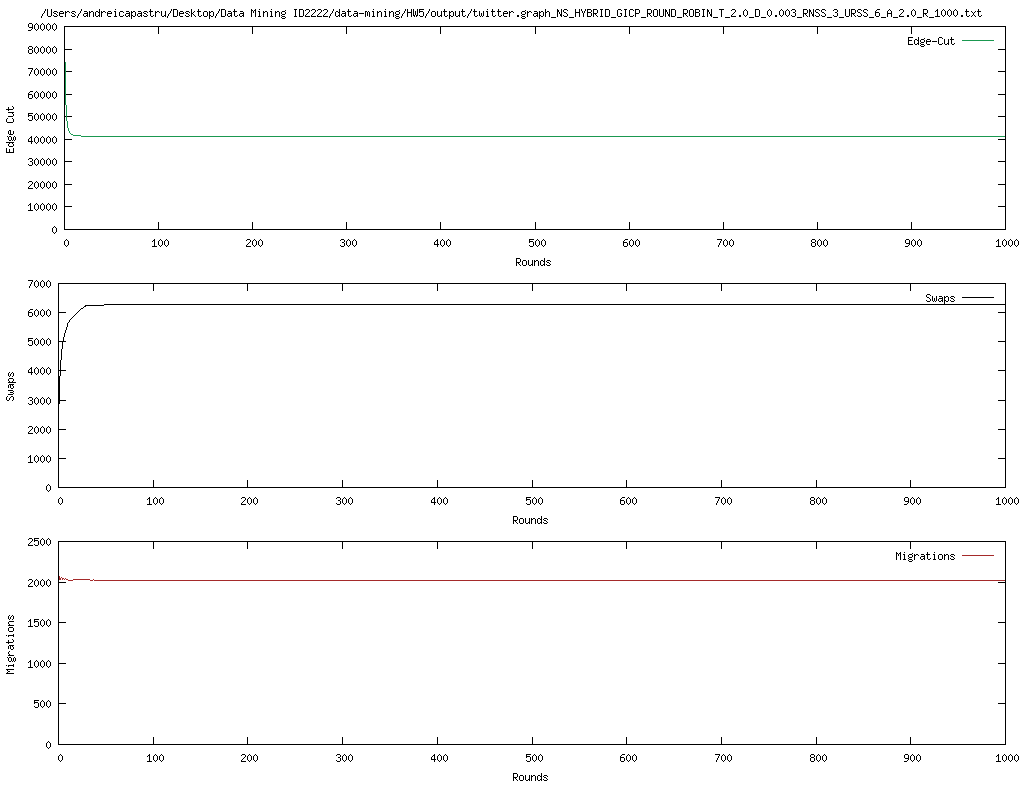 /Users/andreicapastru/Desktop/Data Mining ID2222/data-mining/HW5/output/twitter.graph_NS_HYBRID_GICP_ROUND_ROBIN_T_2.0_D_0.003_RNSS_3_URSS_6_A_2.0_R_1000.txt
90000
Edge-Cut
80000
70000
60000
50000
Edge Cut
40000
30000
20000
10000
0
0 100 200 300 400 500 600 700 800 900 1000
Rounds
7000
Swaps
6000
5000
4000
Swaps
3000
2000
1000
0
0 100 200 300 400 500 600 700 800 900 1000
Rounds
2500
Migrations
2000
1500
Migrations
1000
500
0
0 100 200 300 400 500 600 700 800 900 1000
Rounds